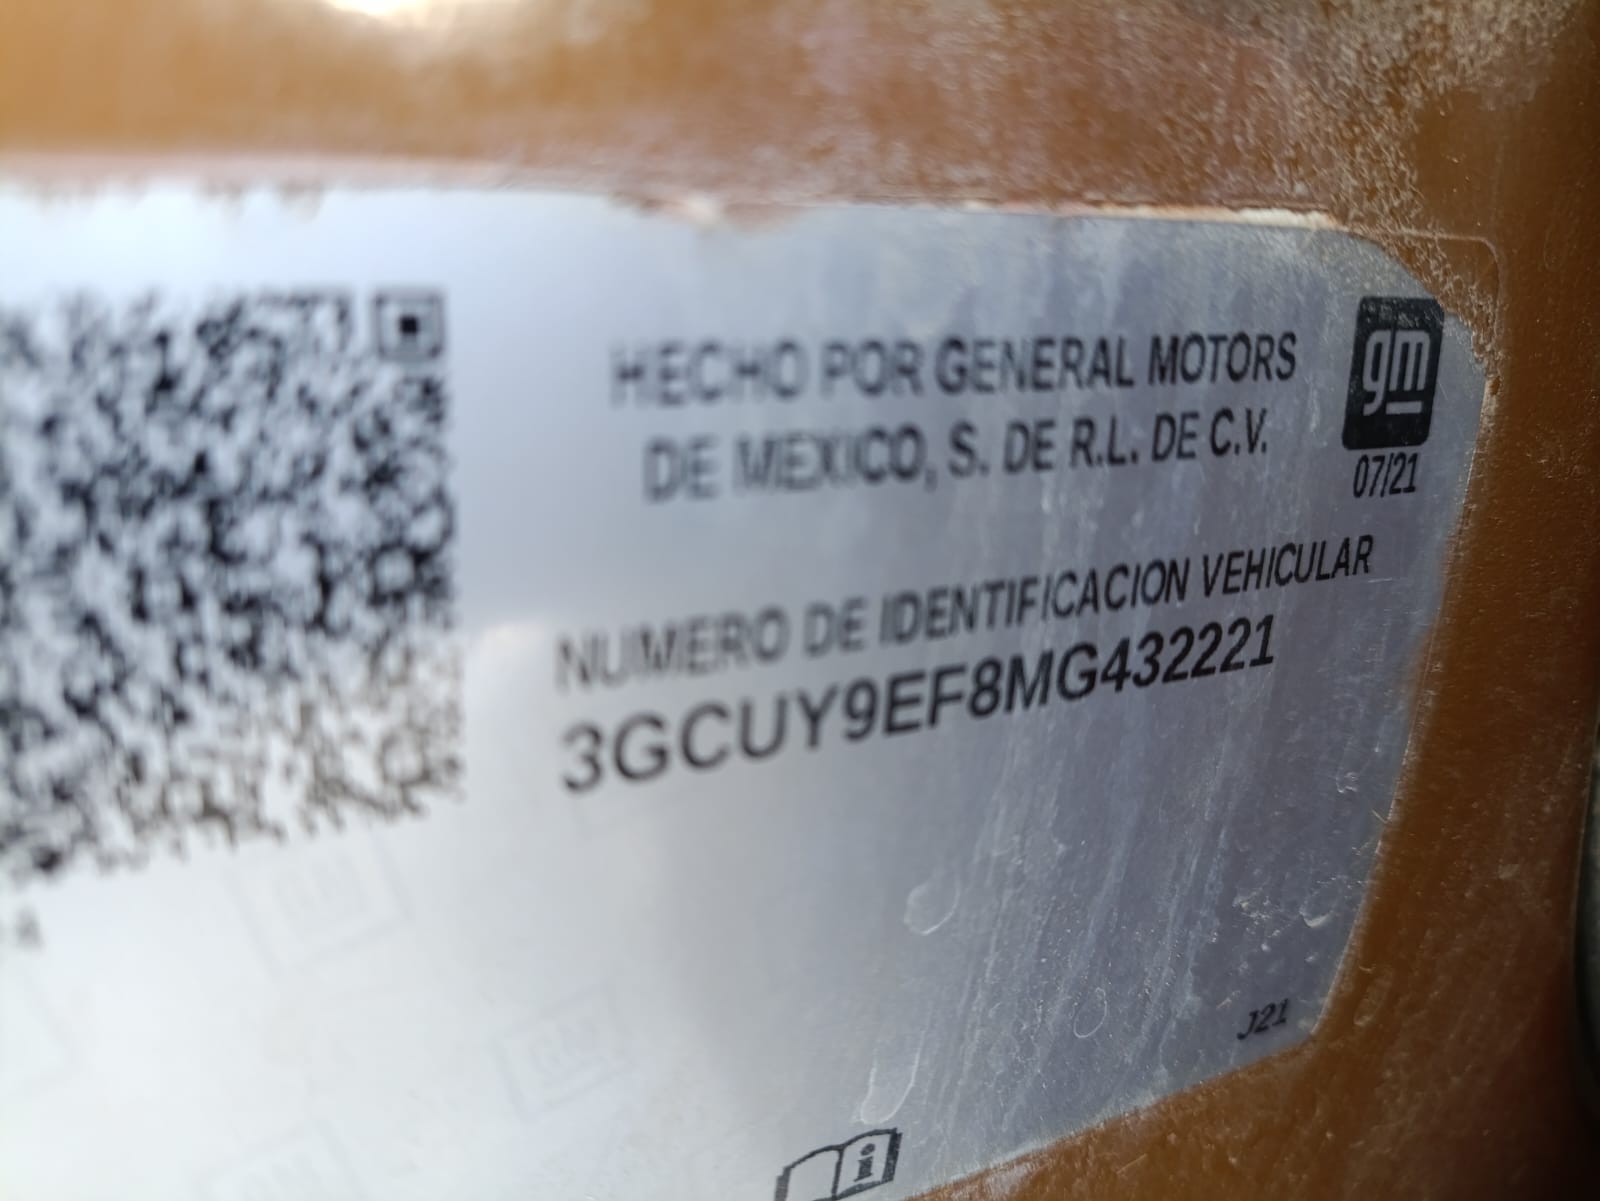 HECHO POR GENERAL MOTORS
DE MEXICO, S. DE R.L. DE C.V.
gm
07/21
NUMERO DE IDENTIFICACION VEHICULAR
3GCUY9EF8MG432221
J21
i